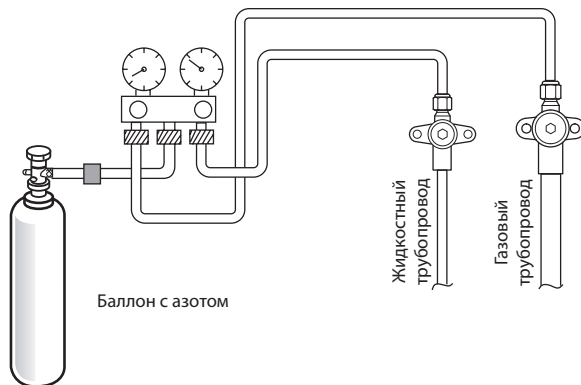 Баллон с азотом
Жидкостный
трубопровод
Газовый
трубопровод